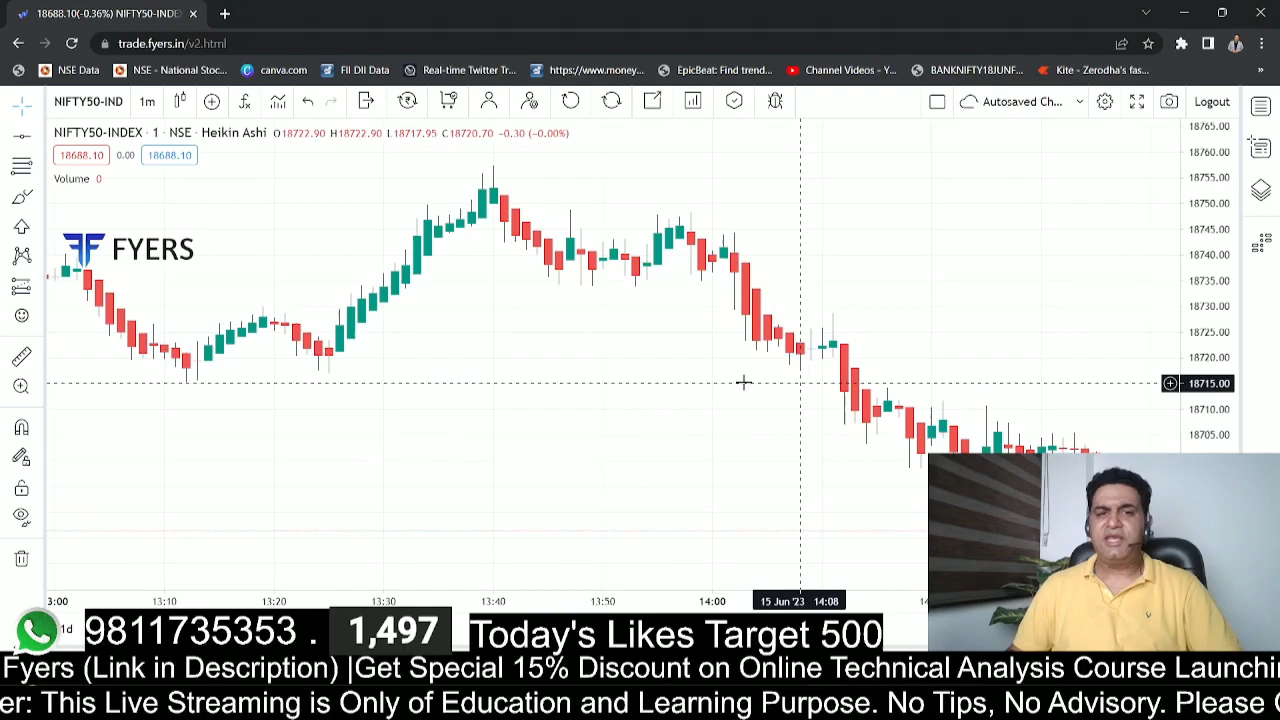 18688.10(-0.36%) NIFTY50-INDE
trade.fyers.in/v2.html
NSE Data
NSE - National Stoc...
canva.com
FII DII Data
Real-time Twitter Tr...
https://www.money...
EpicBeat: Find trend...
Channel Videos - Y...
BANKNIFTY18JUNF...
Kite - Zerodha's fas...
»
NIFTY50-IND
1m
Autosaved Ch...
Logout
NIFTY50-INDEX · 1 · NSE · Heikin Ashi O18722.90 H18722.90 L18717.95 C18720.70 -0.30 (-0.00%)
18688.10 0.00 18688.10
Volume 0
FYERS
18765.00
18760.00
18755.00
18750.00
18745.00
18740.00
18735.00
18730.00
18725.00
18720.00
18715.00
18710.00
18705.00
3:00 13:10 13:20 13:30 13:40 13:50 14:00 15 Jun '23 14:08
1d
9811735353 .
1,497
Today's Likes Target 500
Fyers (Link in Description) |Get Special 15% Discount on Online Technical Analysis Course Launchi
er: This Live Streaming is Only of Education and Learning Purpose. No Tips, No Advisory. Please